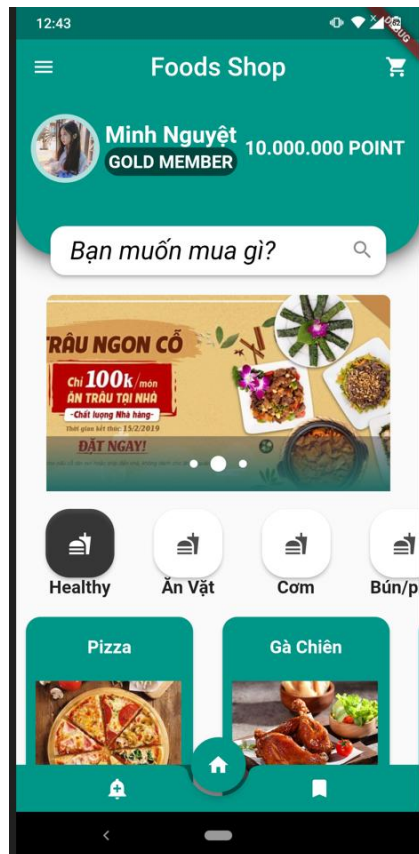 12:43
DEBUG
Foods Shop
Minh Nguyệt
GOLD MEMBER
10.000.000 POINT
Bạn muốn mua gì?
TRÂU NGON CỖ
Chỉ 100k/món
ĂN TRÂU TẠI NHÀ
-Chất lượng Nhà hàng-
Thời gian kết thúc: 15/2/2019
ĐẶT NGAY!
Healthy
Ăn Vặt
Cơm
Bún/p
Pizza
Gà Chiên